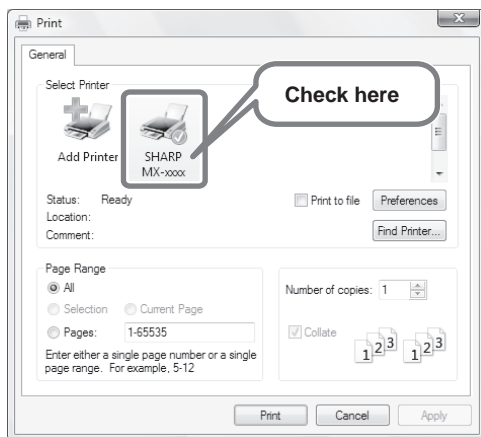 Print
General
Select Printer
Check here
Add Printer
SHARP
MX-xxxx
Status: Ready
Print to file
Preferences
Location:
Comment:
Find Printer...
Page Range
All
Selection
Current Page
Pages: 1-65535
Enter either a single page number or a single
page range. For example, 5-12
Number of copies: 1
Collate
1 2 3
1 2 3
Print
Cancel
Apply